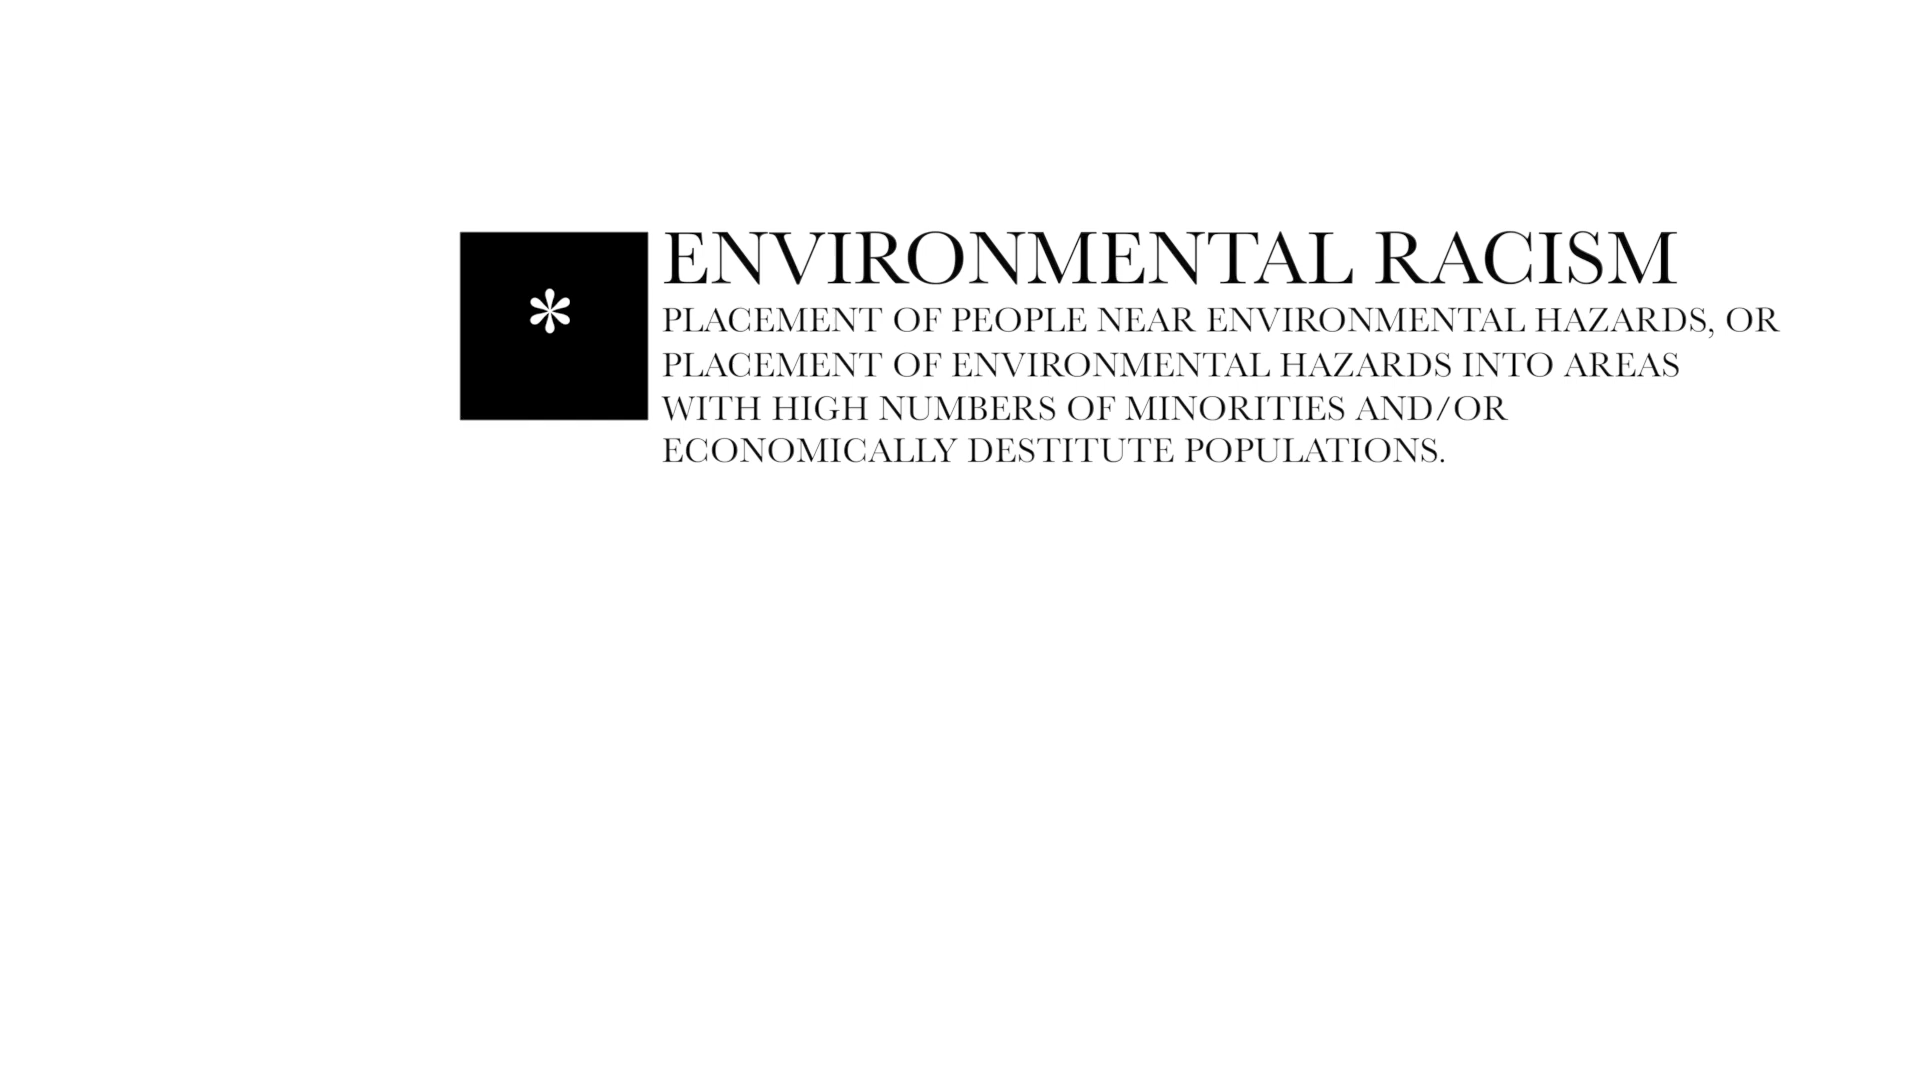 *
ENVIRONMENTAL RACISM
PLACEMENT OF PEOPLE NEAR ENVIRONMENTAL HAZARDS, OR
PLACEMENT OF ENVIRONMENTAL HAZARDS INTO AREAS
WITH HIGH NUMBERS OF MINORITIES AND/OR
ECONOMICALLY DESTITUTE POPULATIONS.